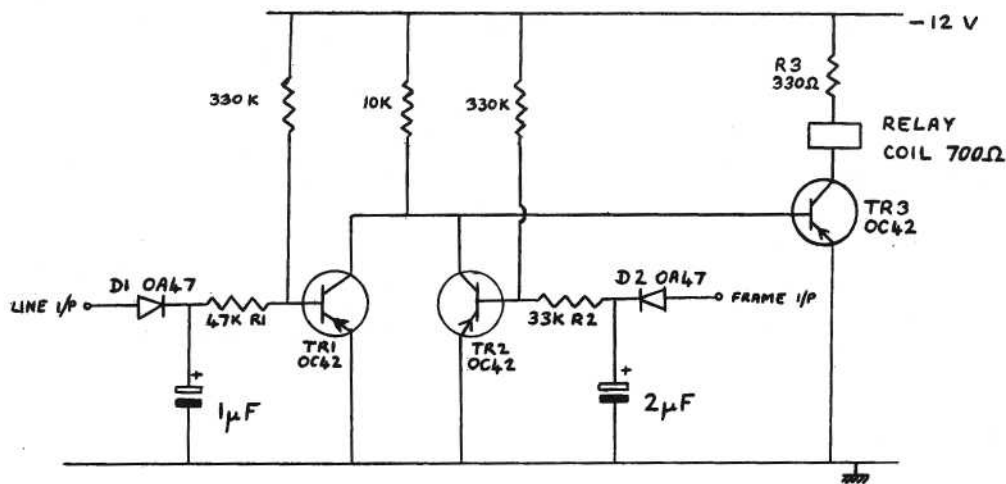 -12 V
R3
330Ω
330K
10K
330K
RELAY
COIL 700Ω
TR3
OC42
D1 OA47
D2 OA47
LINE I/P
FRAME I/P
47K R1
33K R2
TR1
OC42
TR2
OC42
+
1µF
+
2µF